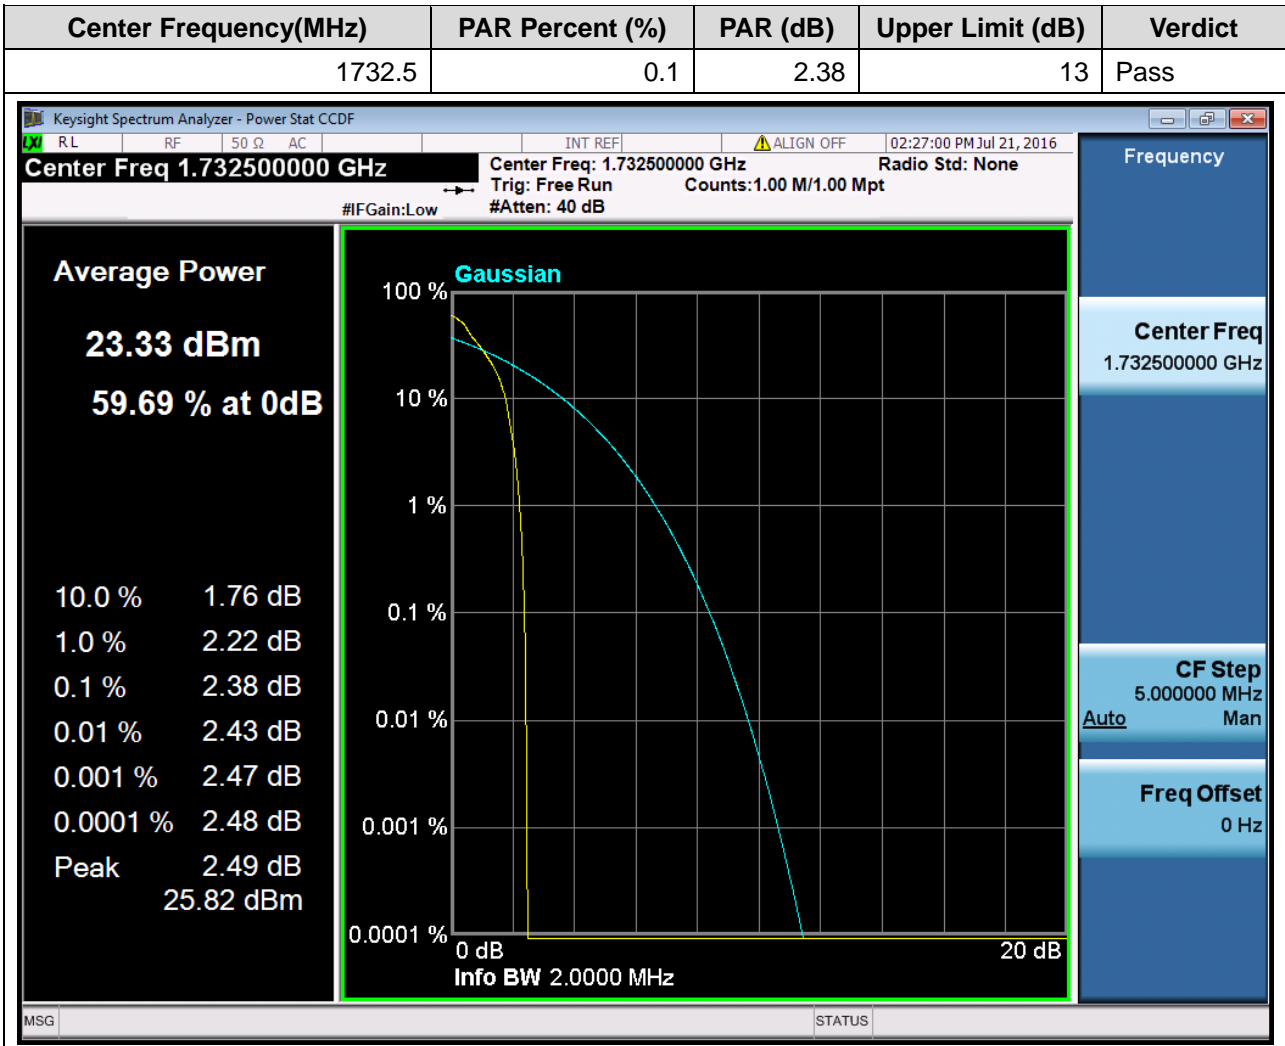 Center Frequency(MHz) PAR Percent (%) PAR (dB) Upper Limit (dB) Verdict
1732.5 0.1 2.38 13 Pass
Keysight Spectrum Analyzer - Power Stat CCDF
LXI RL RF 50 Ω AC INT REF ALIGN OFF 02:27:00 PM Jul 21, 2016
Center Freq 1.732500000 GHz
#IFGain:Low
Center Freq: 1.732500000 GHz Radio Std: None
Trig: Free Run Counts:1.00 M/1.00 Mpt
#Atten: 40 dB
Average Power
23.33 dBm
59.69 % at 0dB
10.0 % 1.76 dB
1.0 % 2.22 dB
0.1 % 2.38 dB
0.01 % 2.43 dB
0.001 % 2.47 dB
0.0001 % 2.48 dB
Peak 2.49 dB
25.82 dBm
Gaussian
100 %
10 %
1 %
0.1 %
0.01 %
0.001 %
0.0001 %
0 dB 20 dB
Info BW 2.0000 MHz
Frequency
Center Freq
1.732500000 GHz
CF Step
5.000000 MHz
Auto Man
Freq Offset
0 Hz
MSG STATUS